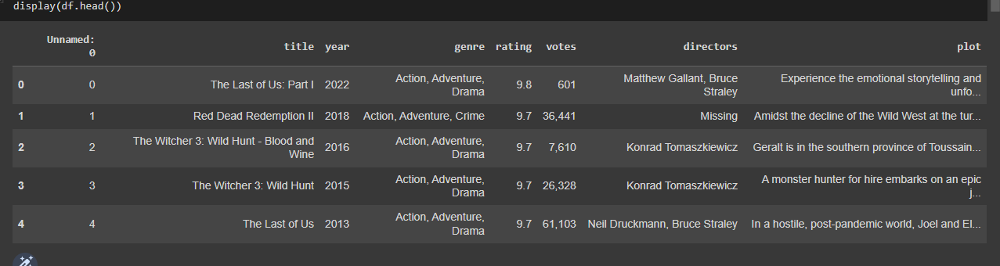 display(df.head())
Unnamed: 0 title year genre rating votes directors plot
0 0 The Last of Us: Part I 2022 Action, Adventure, Drama 9.8 601 Matthew Gallant, Bruce Straley Experience the emotional storytelling and unfo...
1 1 Red Dead Redemption II 2018 Action, Adventure, Crime 9.7 36,441 Missing Amidst the decline of the Wild West at the tur...
2 2 The Witcher 3: Wild Hunt - Blood and Wine 2016 Action, Adventure, Drama 9.7 7,610 Konrad Tomaszkiewicz Geralt is in the southern province of Toussain...
3 3 The Witcher 3: Wild Hunt 2015 Action, Adventure, Drama 9.7 26,328 Konrad Tomaszkiewicz A monster hunter for hire embarks on an epic j...
4 4 The Last of Us 2013 Action, Adventure, Drama 9.7 61,103 Neil Druckmann, Bruce Straley In a hostile, post-pandemic world, Joel and El...